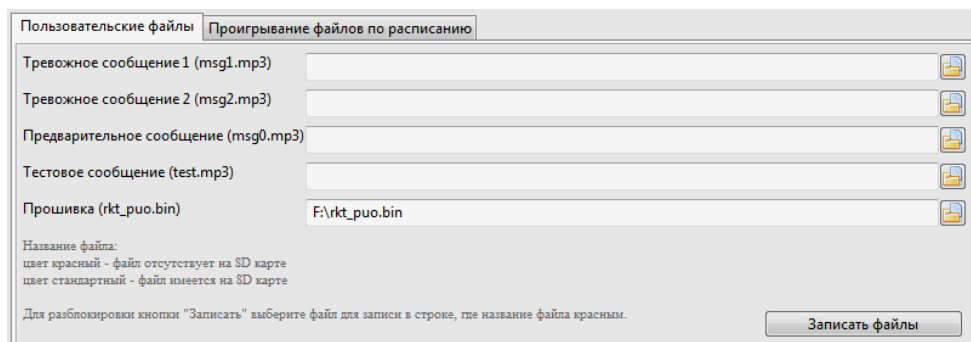 Пользовательские файлы Проигрывание файлов по расписанию
Тревожное сообщение 1 (msg1.mp3)
Тревожное сообщение 2 (msg2.mp3)
Предварительное сообщение (msg0.mp3)
Тестовое сообщение (test.mp3)
Прошивка (rkt_puo.bin) F:\rkt_puo.bin
Название файла:
цвет красный - файл отсутствует на SD карте
цвет стандартный - файл имеется на SD карте
Для разблокировки кнопки "Записать" выберите файл для записи в строке, где название файла красным.
Записать файлы